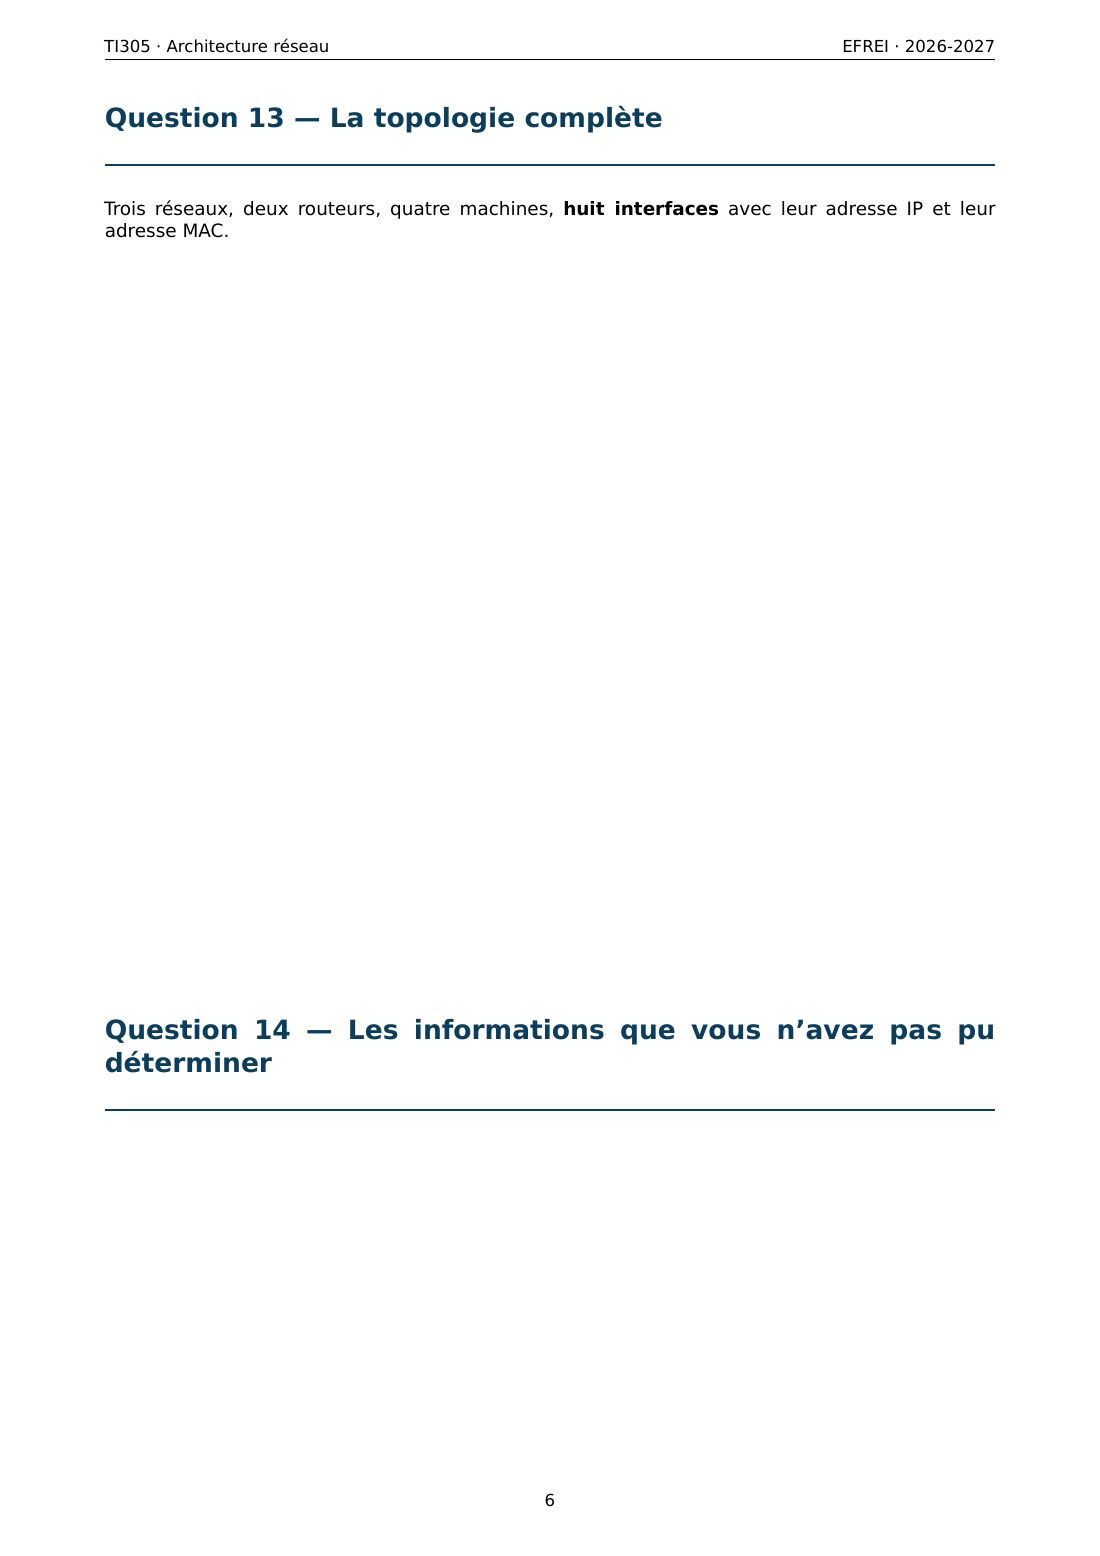 TI305 · Architecture réseau
EFREI · 2026-2027
Question 13 — La topologie complète
Trois réseaux, deux routeurs, quatre machines, huit interfaces avec leur adresse IP et leur
adresse MAC.
Question 14 — Les informations que vous n’avez pas pu
déterminer
6